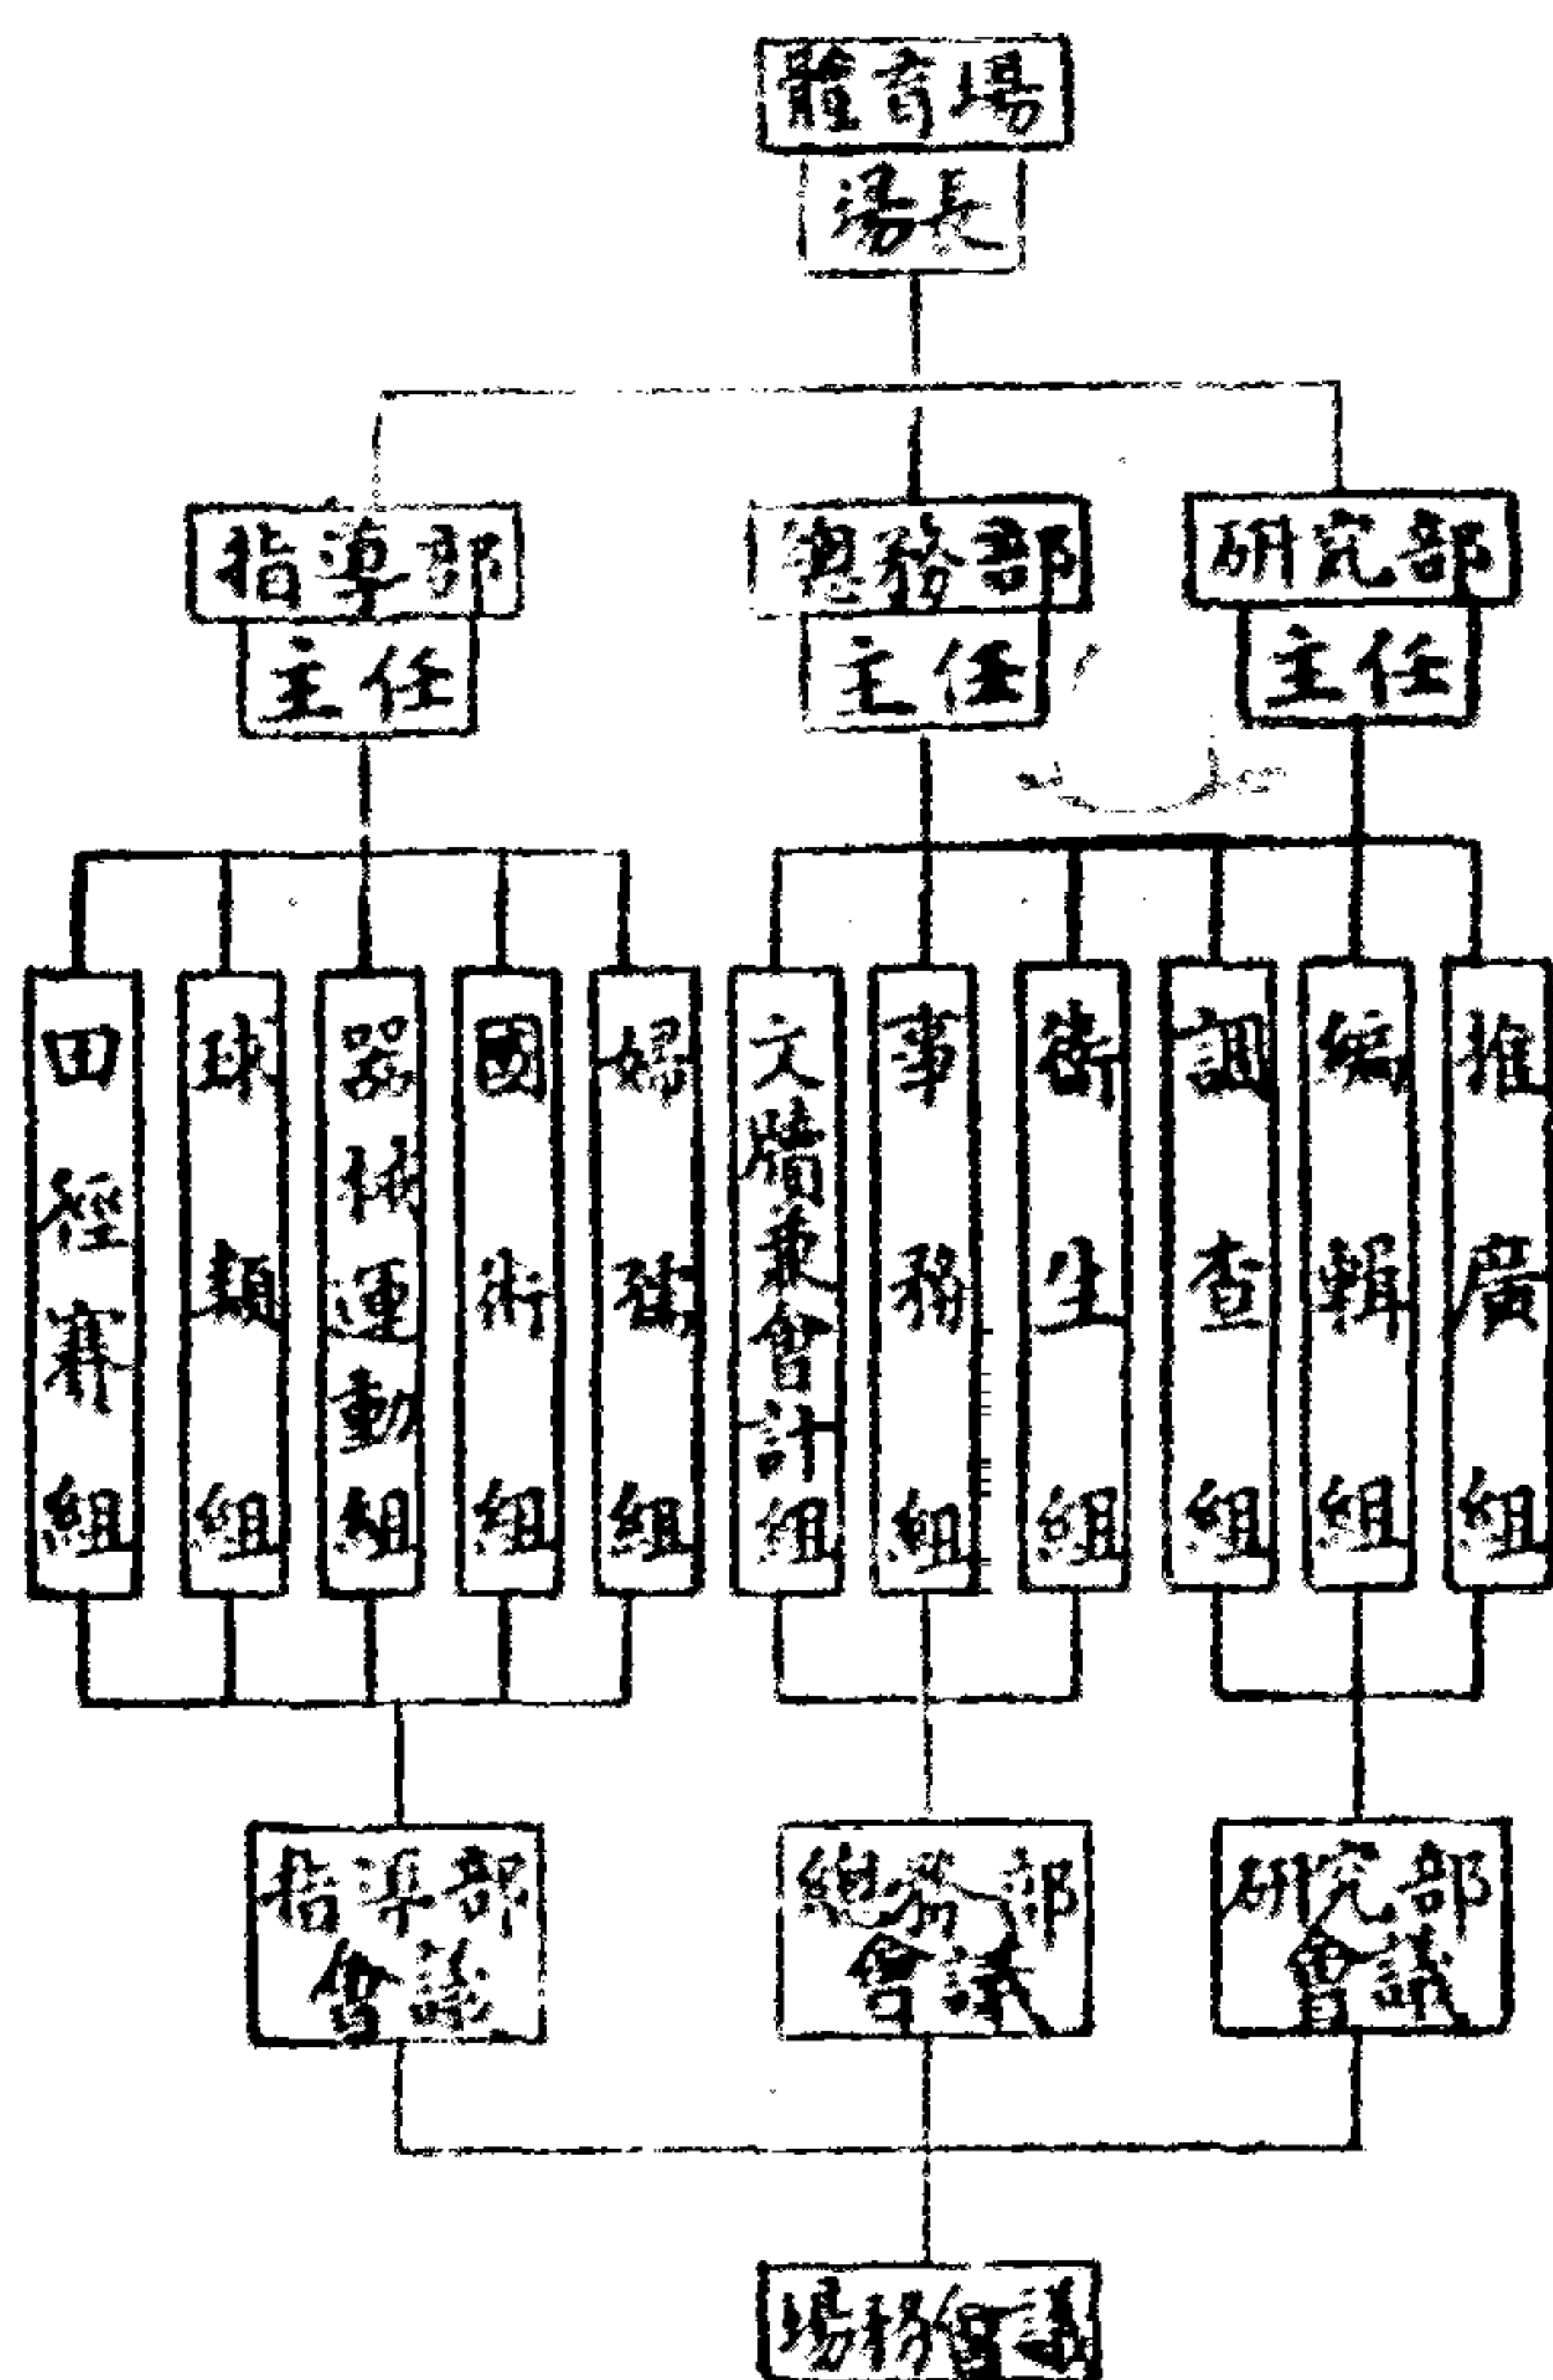 體育場
場長
指導部
主任
總務部
主任
研究部
主任
田徑賽組
球類組
器械運動組
國術組
婦孺組
文牘兼會計組
事務組
衛生組
調查組
編輯組
推廣組
指導部
會議
總務部
會議
研究部
會議
場務會議